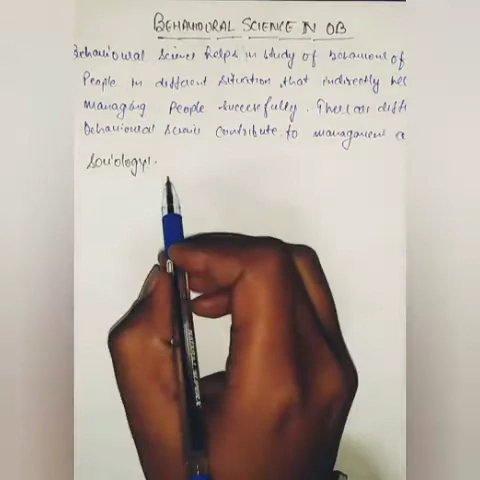 BEHAVIOURAL SCIENCE IN OB
Behavioural Science helps in study of behaviour of
People in different situation that indirectly hel
managing People successfully. There are diff
Behavioural Science contribute to management a
Sociology:-